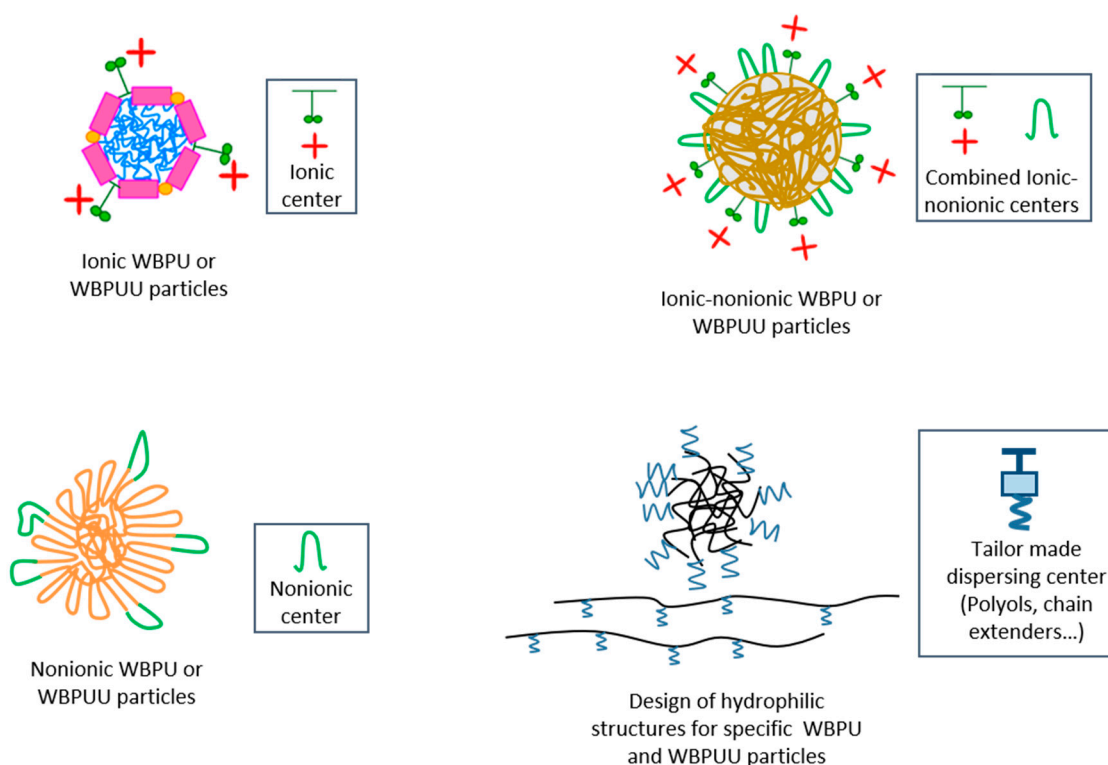 Ionic
center
Ionic WBPU or
WBPUU particles
Combined Ionic-
nonionic centers
Ionic-nonionic WBPU or
WBPUU particles
Nonionic
center
Nonionic WBPU or
WBPUU particles
Tailor made
dispersing center
(Polyols, chain
extenders...)
Design of hydrophilic
structures for specific WBPU
and WBPUU particles